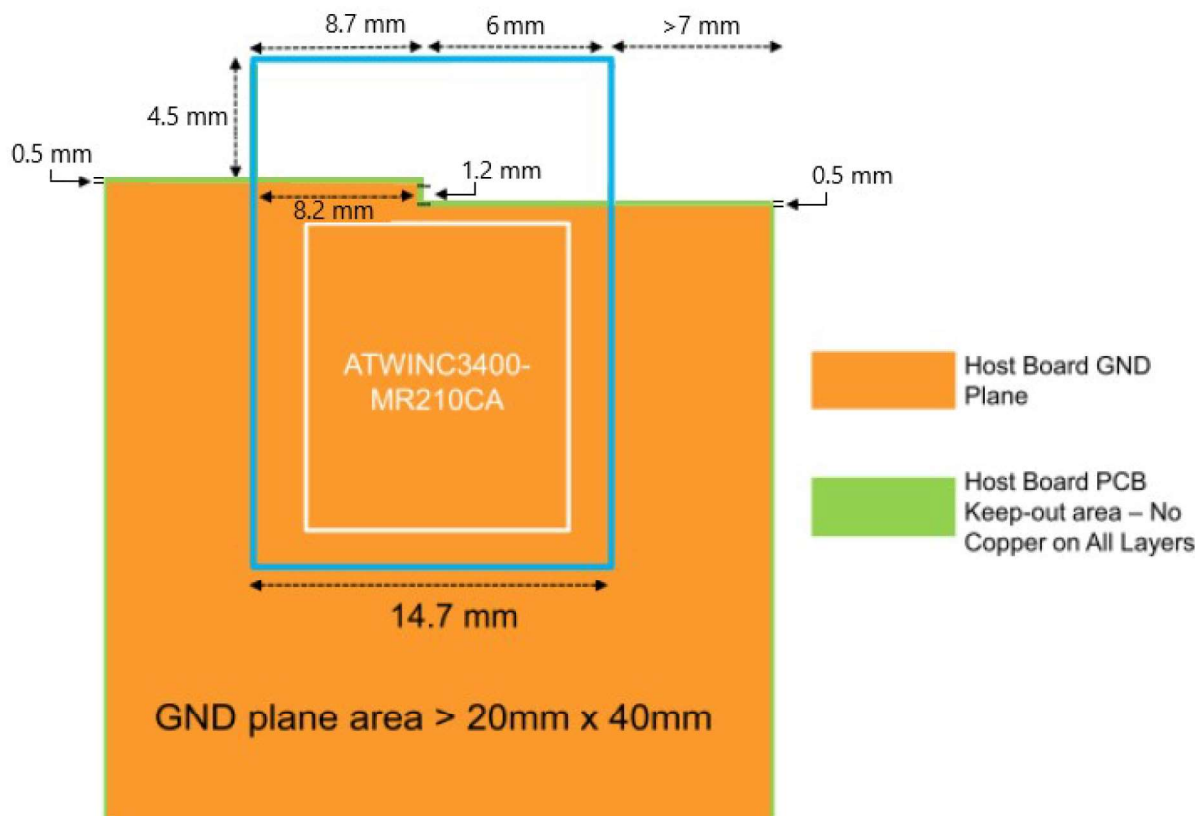 8.7 mm
6 mm
>7 mm
4.5 mm
0.5 mm
1.2 mm
0.5 mm
8.2 mm
ATWINC3400-
MR210CA
Host Board GND
Plane
Host Board PCB
Keep-out area – No
Copper on All Layers
14.7 mm
GND plane area > 20mm x 40mm